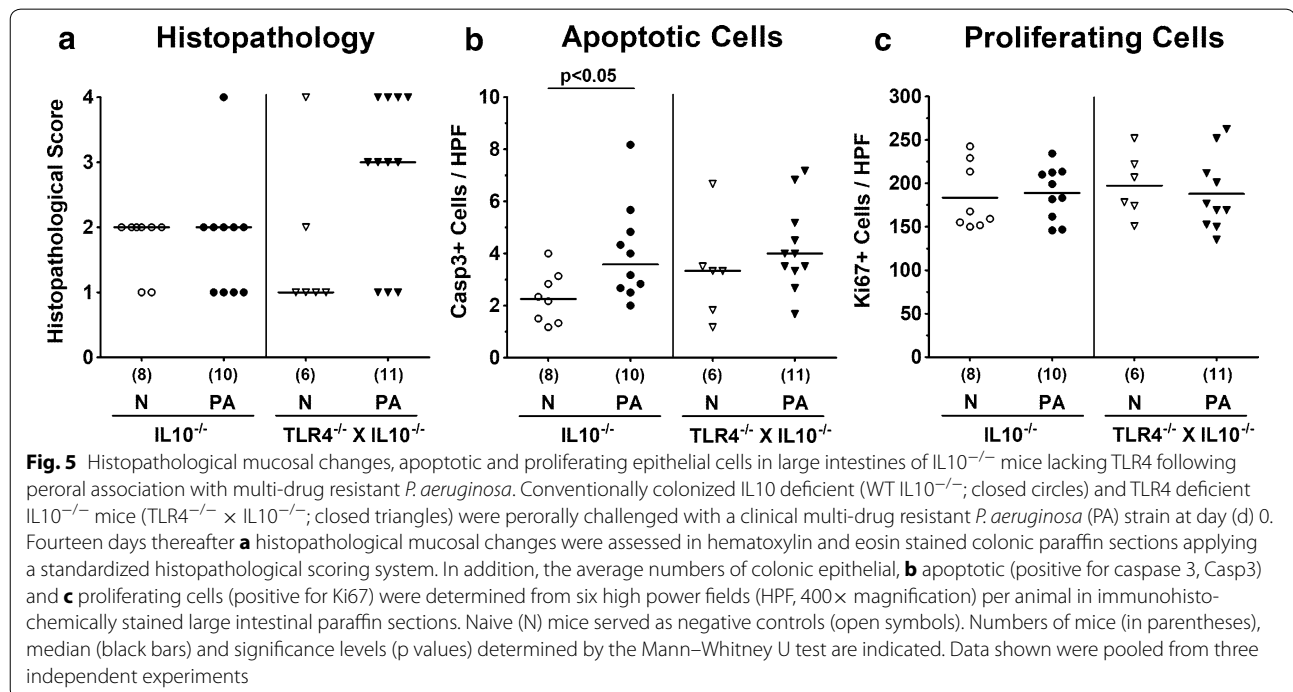 a Histopathology
Histopathological Score
4
3
2
1
0
(8) (10) (6) (11)
N PA N PA
IL10-/- TLR4-/- X IL10-/-
b Apoptotic Cells
p<0.05
Casp3+ Cells / HPF
10
8
6
4
2
0
(8) (10) (6) (11)
N PA N PA
IL10-/- TLR4-/- X IL10-/-
c Proliferating Cells
Ki67+ Cells / HPF
300
250
200
150
100
50
0
(8) (10) (6) (11)
N PA N PA
IL10-/- TLR4-/- X IL10-/-
Fig. 5 Histopathological mucosal changes, apoptotic and proliferating epithelial cells in large intestines of IL10−/− mice lacking TLR4 following
peroral association with multi-drug resistant P. aeruginosa. Conventionally colonized IL10 deficient (WT IL10−/−; closed circles) and TLR4 deficient
IL10−/− mice (TLR4−/− × IL10−/−; closed triangles) were perorally challenged with a clinical multi-drug resistant P. aeruginosa (PA) strain at day (d) 0.
Fourteen days thereafter a histopathological mucosal changes were assessed in hematoxylin and eosin stained colonic paraffin sections applying
a standardized histopathological scoring system. In addition, the average numbers of colonic epithelial, b apoptotic (positive for caspase 3, Casp3)
and c proliferating cells (positive for Ki67) were determined from six high power fields (HPF, 400× magnification) per animal in immunohisto-
chemically stained large intestinal paraffin sections. Naive (N) mice served as negative controls (open symbols). Numbers of mice (in parentheses),
median (black bars) and significance levels (p values) determined by the Mann–Whitney U test are indicated. Data shown were pooled from three
independent experiments